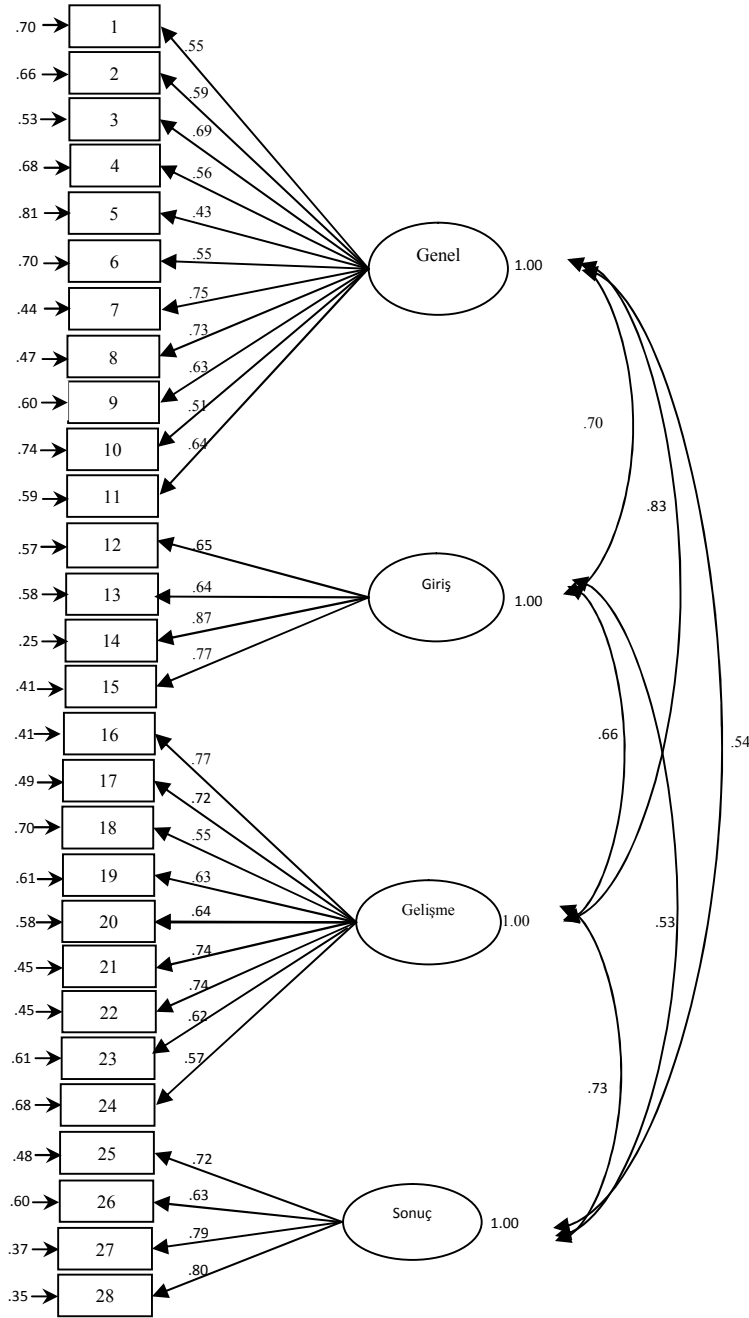 .70 1 .55
.66 2 .59
.53 3 .69
.68 4 .56
.81 5 .43
.70 6 .55
Genel 1.00
.44 7 .75
.47 8 .73
.60 9 .63
.74 10 .51
.59 11 .64
.70
.83
.57 12 .65
.58 13 .64
Giriş 1.00
.25 14 .87
.41 15 .77
.41 16 .77
.66
.54
.49 17 .72
.70 18 .55
.61 19 .63
.58 20 .64
Gelişme 1.00
.53
.45 21 .74
.45 22 .74
.61 23 .62
.68 24 .57
.73
.48 25 .72
.60 26 .63
Sonuç 1.00
.37 27 .79
.35 28 .80